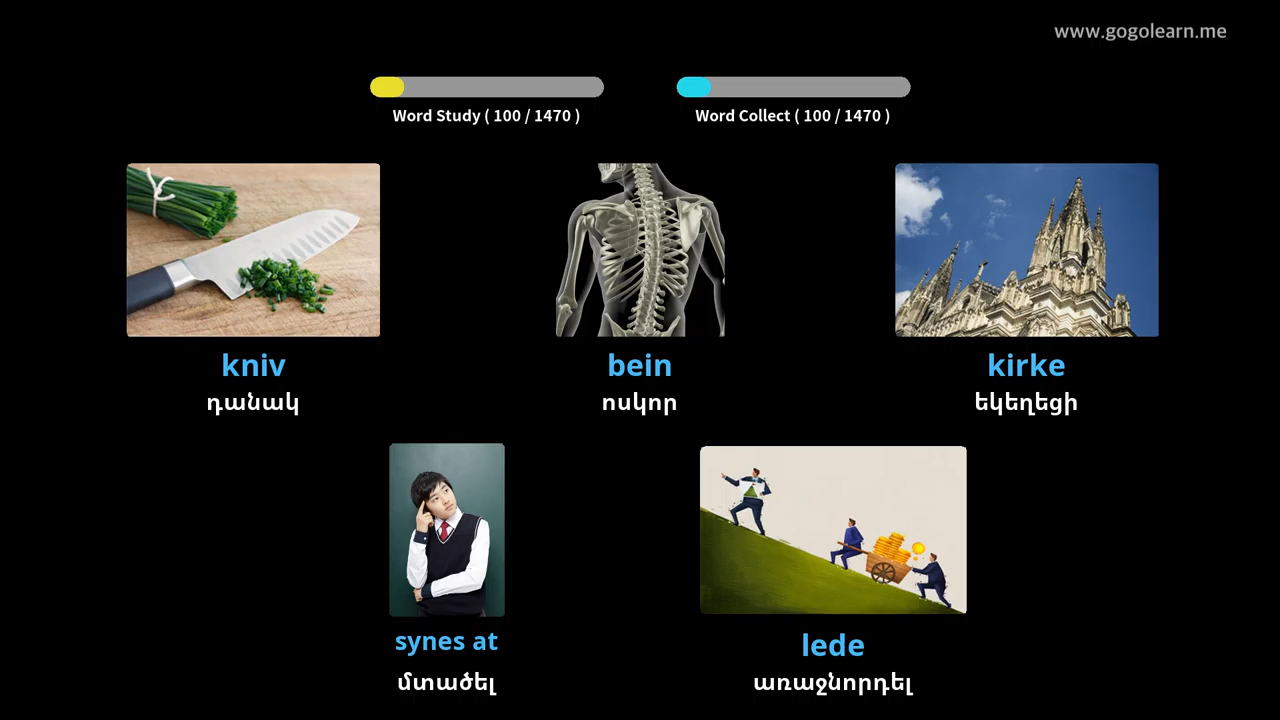 www.gogolearn.me
Word Study ( 100 / 1470 )
Word Collect ( 100 / 1470 )
kniv
դանակ
bein
ոսկոր
kirke
եկեղեցի
synes at
մտածել
lede
առաջնորդել